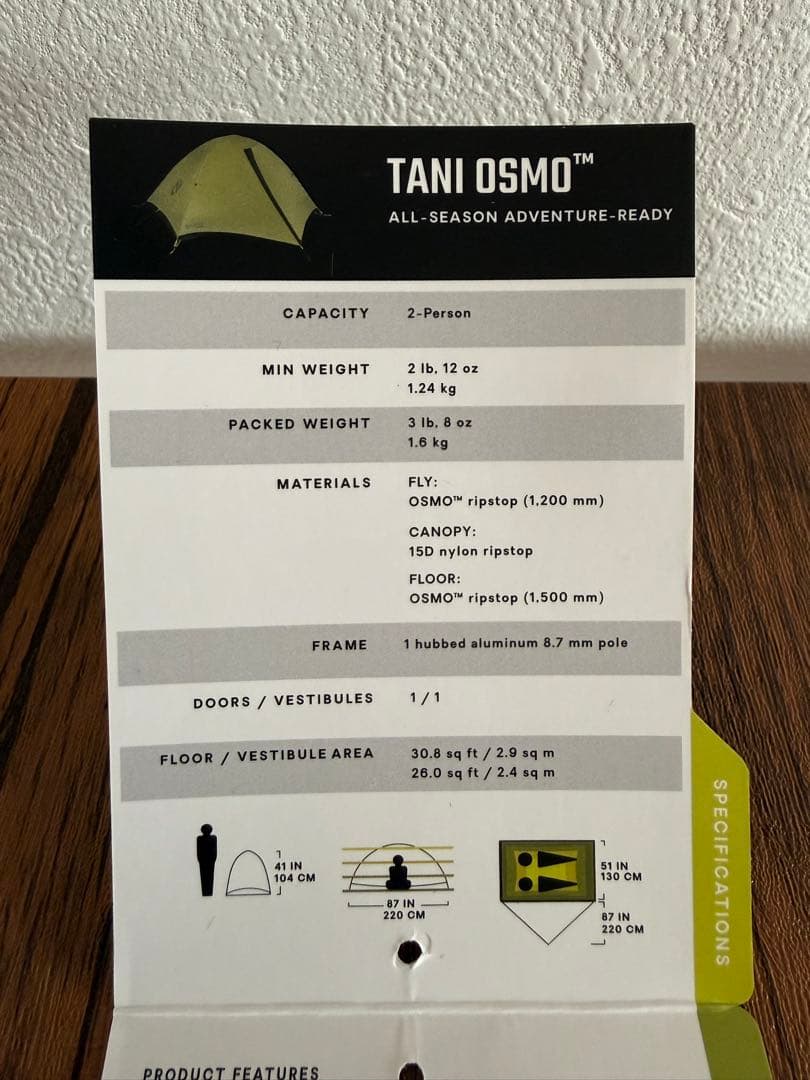 TANI OSMO™
ALL-SEASON ADVENTURE-READY
CAPACITY 2-Person
MIN WEIGHT 2 lb, 12 oz
1.24 kg
PACKED WEIGHT 3 lb, 8 oz
1.6 kg
MATERIALS FLY:
OSMO™ ripstop (1,200 mm)
CANOPY:
15D nylon ripstop
FLOOR:
OSMO™ ripstop (1,500 mm)
FRAME 1 hubbed aluminum 8.7 mm pole
DOORS / VESTIBULES 1 / 1
FLOOR / VESTIBULE AREA 30.8 sq ft / 2.9 sq m
26.0 sq ft / 2.4 sq m
41 IN
104 CM
87 IN
220 CM
51 IN
130 CM
87 IN
220 CM
SPECIFICATIONS
PRODUCT FEATURES